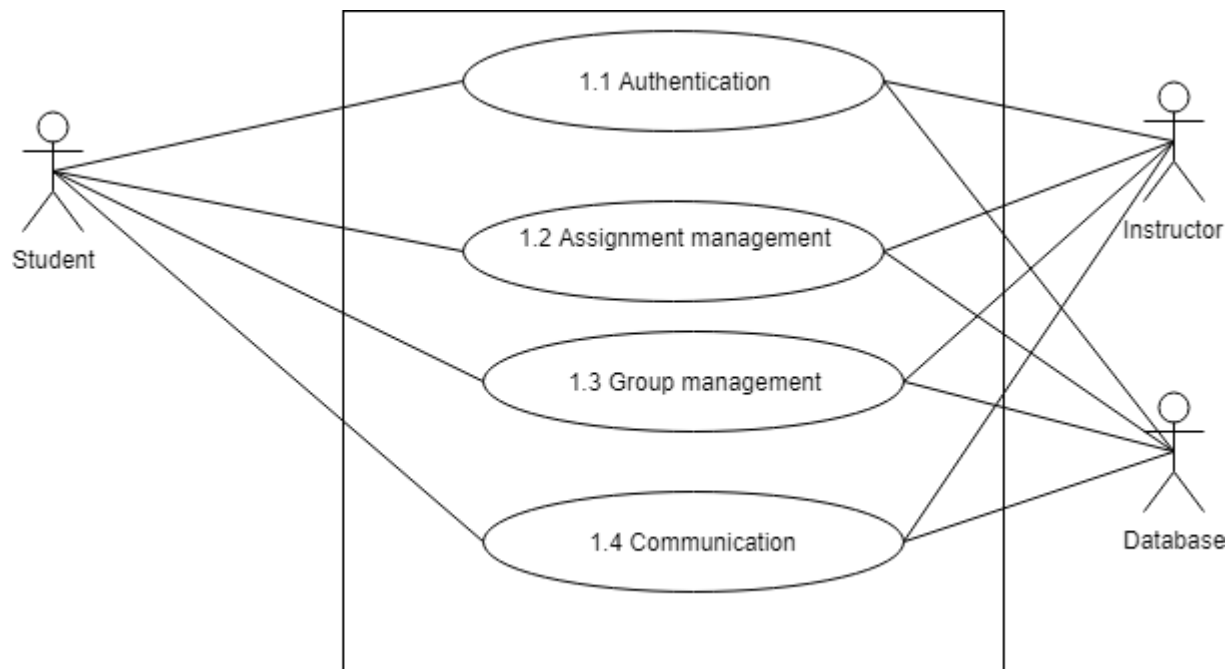 1.1 Authentication
Student
1.2 Assignment management
Instructor
1.3 Group management
1.4 Communication
Database